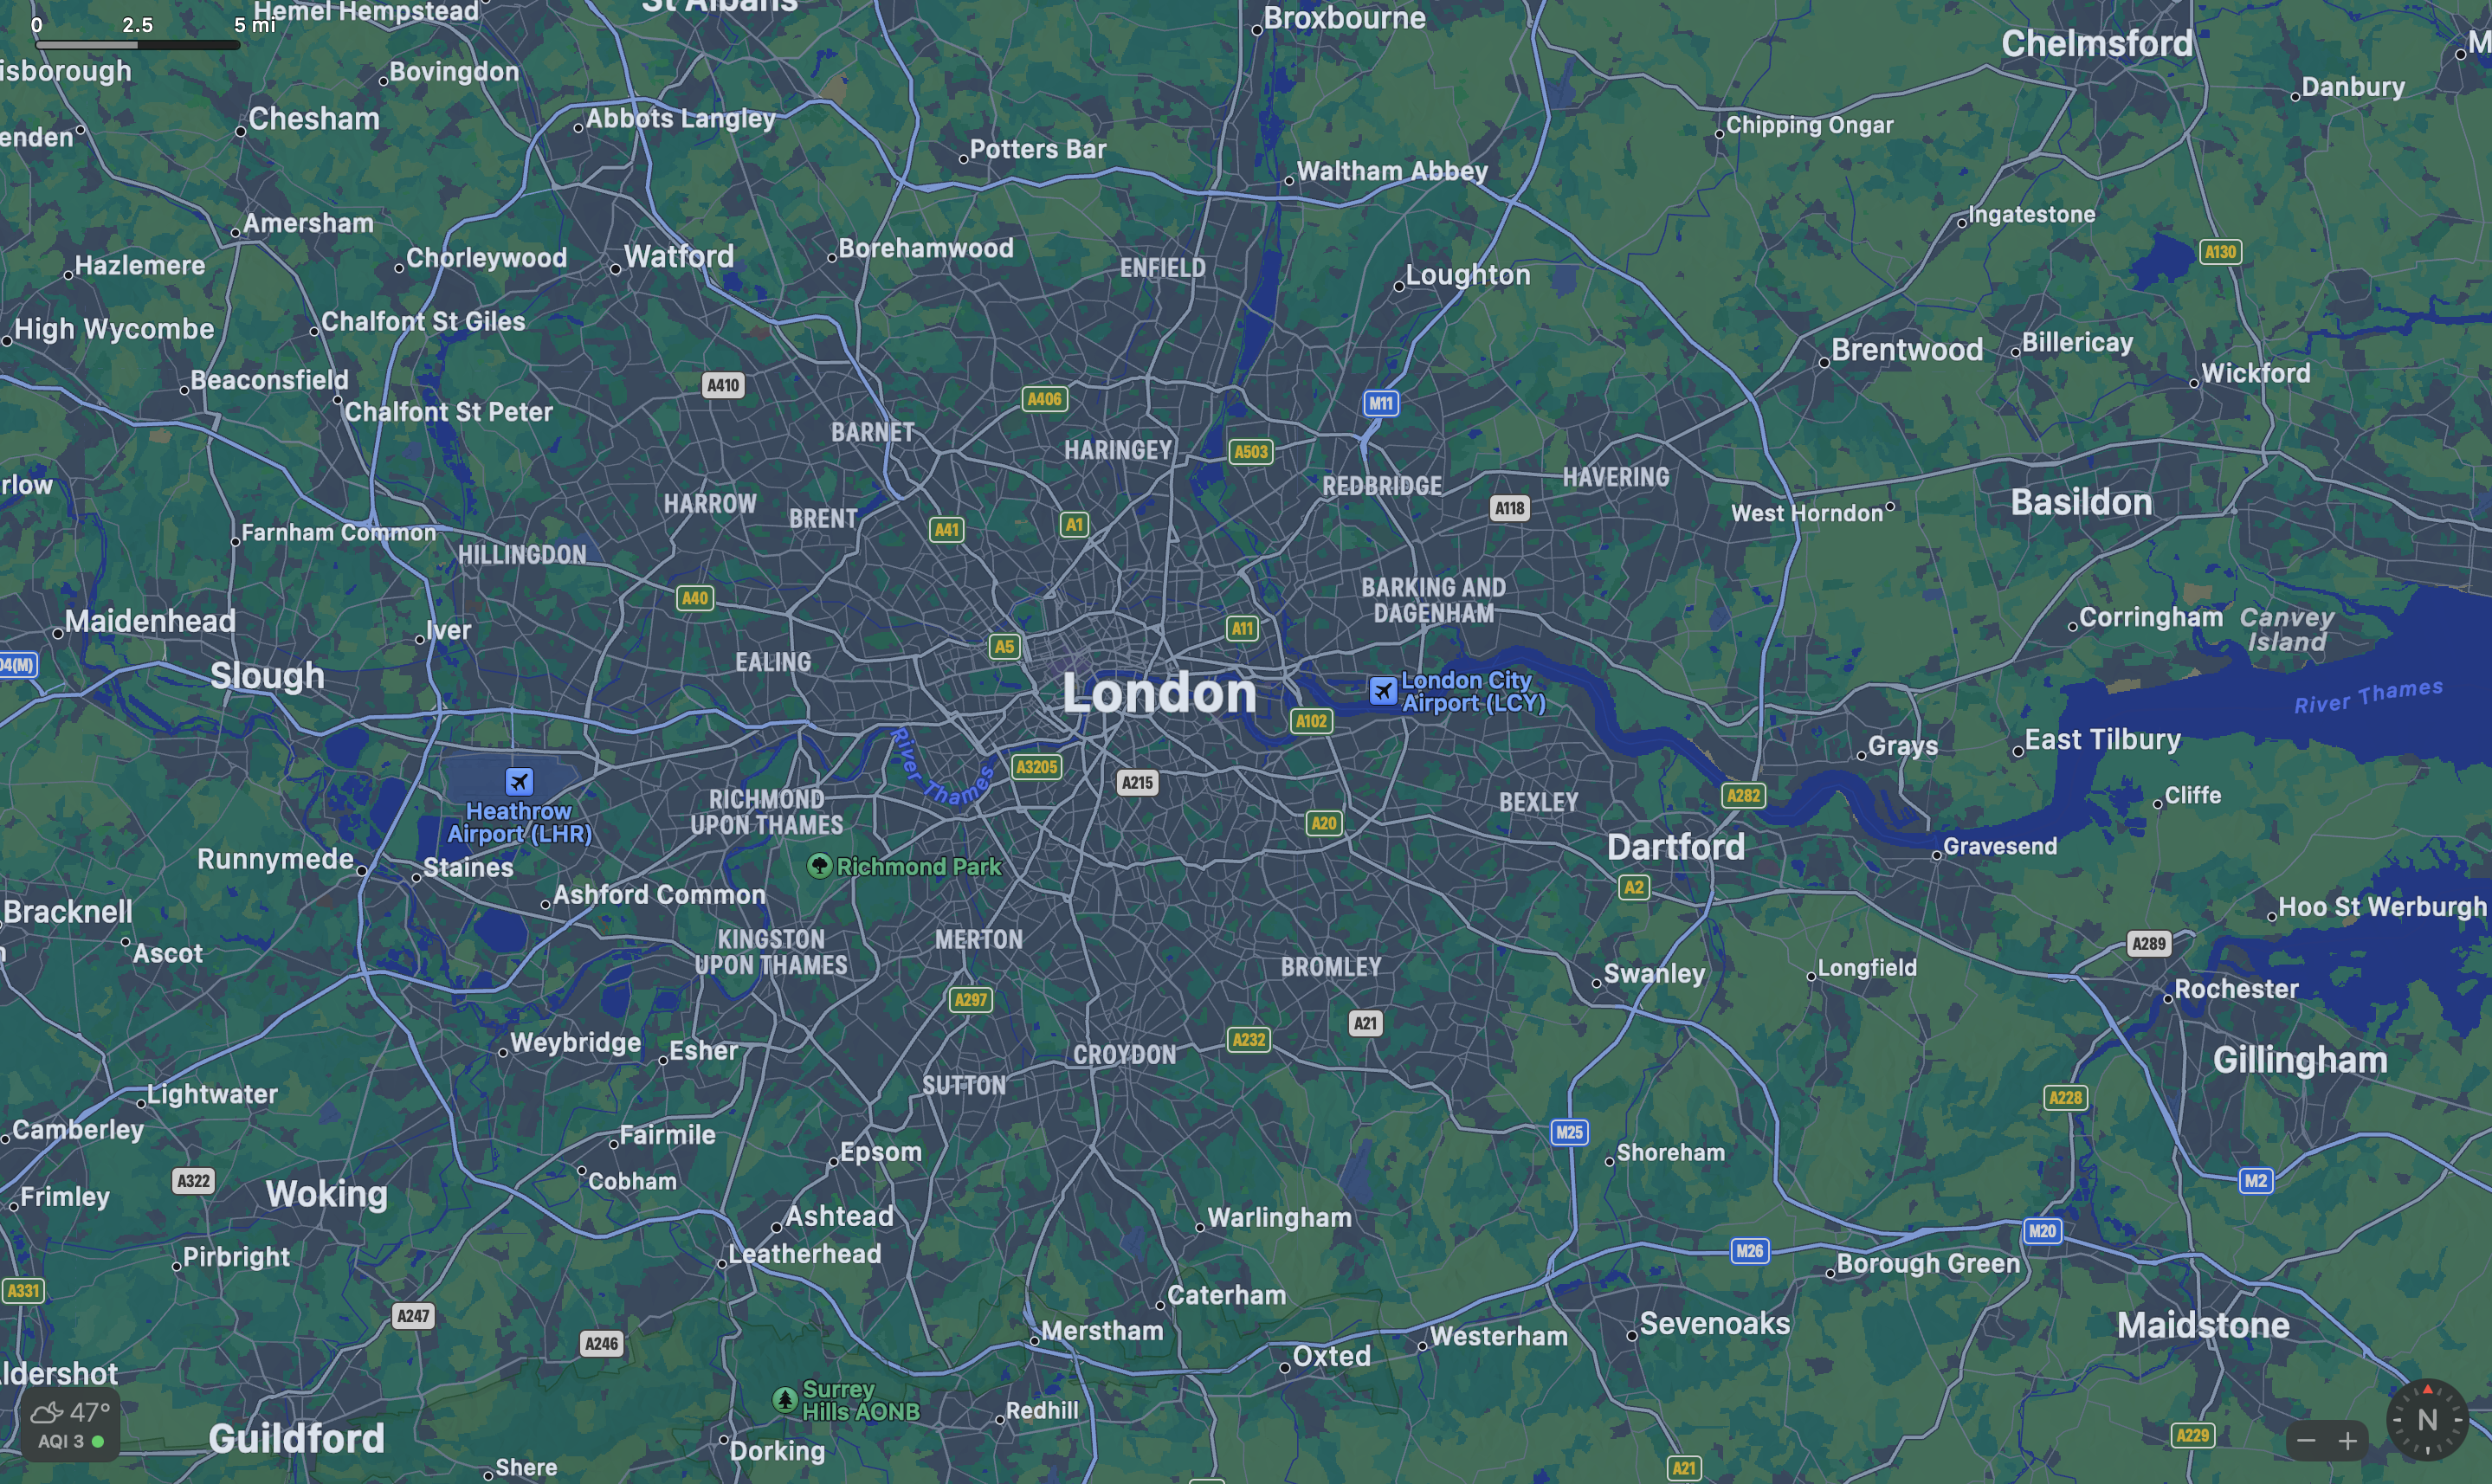 0 2.5 5 mi
Hemel Hempstead
St Albans
Broxbourne
Chelmsford
isborough
Bovingdon
Danbury
Chesham
Abbots Langley
Chipping Ongar
enden
Potters Bar
Waltham Abbey
Ingatestone
Amersham
Chorleywood
Watford
Borehamwood
ENFIELD
A130
Hazlemere
Loughton
High Wycombe
Chalfont St Giles
Brentwood
Billericay
Wickford
Beaconsfield
A410
A406
M11
Chalfont St Peter
BARNET
HARINGEY
A503
REDBRIDGE
HAVERING
rlow
HARROW
BRENT
A118
West Horndon
Basildon
Farnham Common
HILLINGDON
A41
A1
A40
BARKING AND
DAGENHAM
Maidenhead
Iver
A11
Corringham
Canvey
Island
04(M)
Slough
EALING
A5
London
London City
Airport (LCY)
River Thames
A102
River Thames
Grays
East Tilbury
Heathrow
Airport (LHR)
A3205
A215
RICHMOND
UPON THAMES
A20
BEXLEY
A282
Cliffe
Dartford
Gravesend
Runnymede
Staines
Richmond Park
A2
Ashford Common
Bracknell
Ascot
KINGSTON
UPON THAMES
MERTON
BROMLEY
Hoo St Werburgh
A289
Swanley
Longfield
Rochester
A297
Weybridge
Esher
CROYDON
A232
A21
Gillingham
SUTTON
Lightwater
A228
Camberley
Fairmile
Epsom
M25
Shoreham
A322
Cobham
M2
Frimley
Woking
Ashtead
Warlingham
Pirbright
Leatherhead
M26
M20
Borough Green
A331
A247
A246
Caterham
Merstham
Westerham
Sevenoaks
Maidstone
Oxted
ldershot
Surrey
Hills AONB
Redhill
47°
AQI 3
Guildford
Dorking
Shere
A21
A229
N